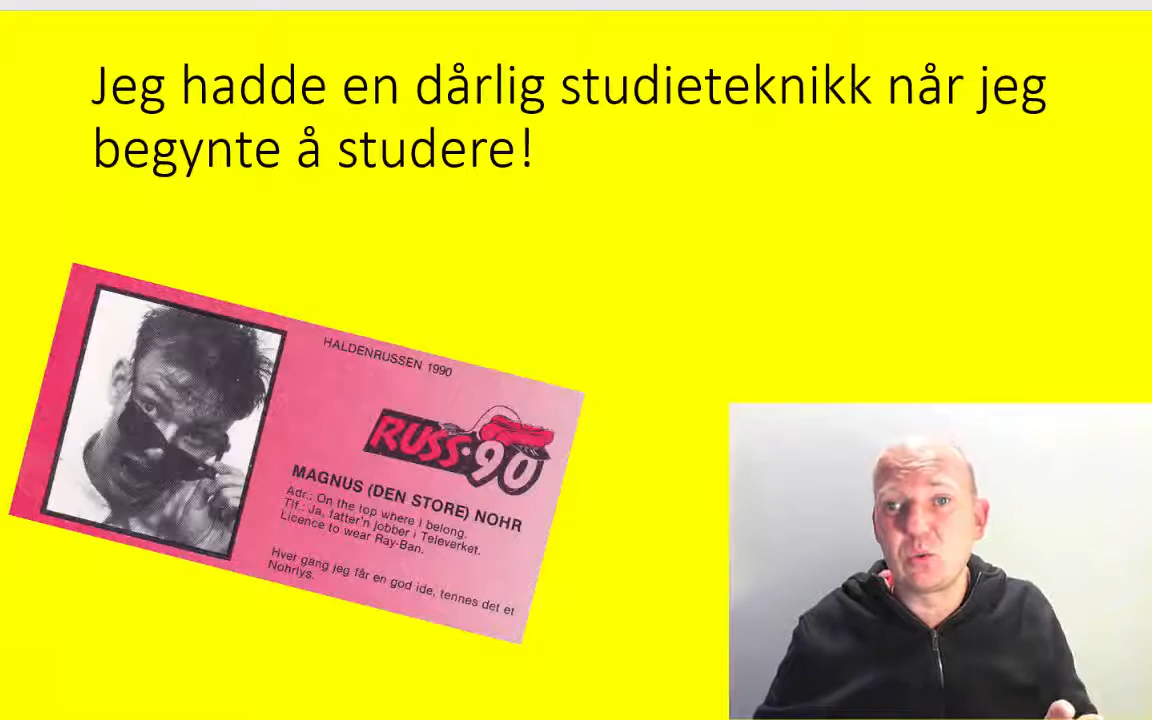 Jeg hadde en dårlig studieteknikk når jeg
begynte å studere!
HALDENRUSSEN 1990
RUSS·90
MAGNUS (DEN STORE) NOHR
Adr.: On the top where I belong.
Tlf.: Ja, fatter'n jobber i Televerket.
Licence to wear Ray-Ban.
Hver gang jeg får en god ide, tennes det et
Nohrlys.